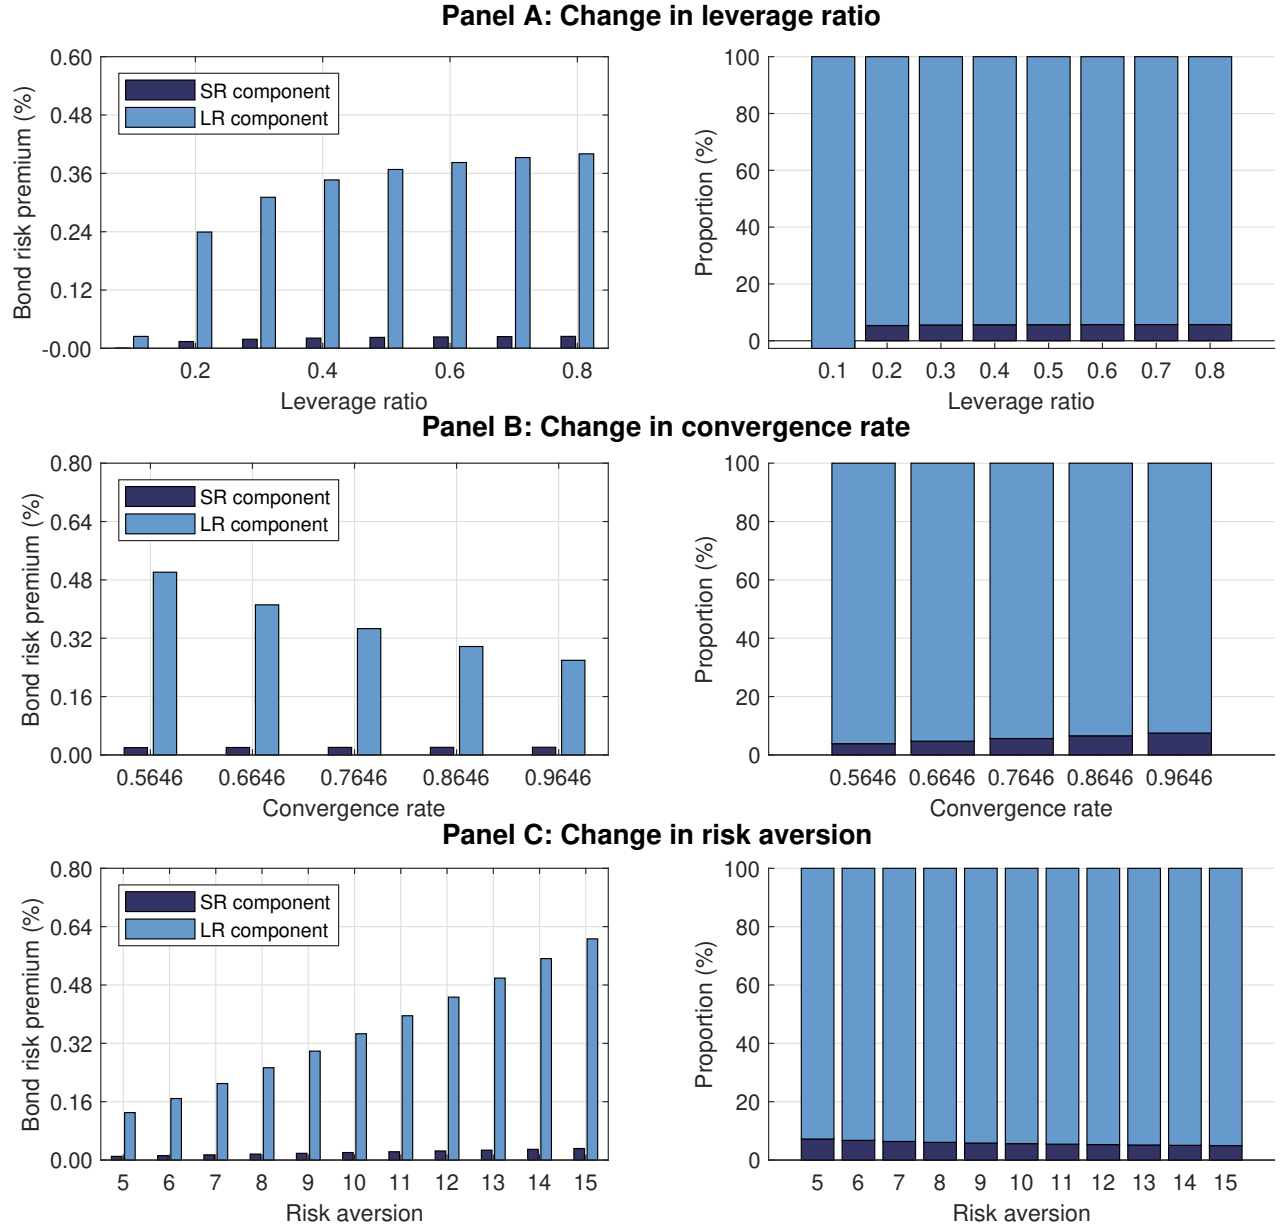 Panel A: Change in leverage ratio
Bond risk premium (%)
0.60
0.48
0.36
0.24
0.12
-0.00
SR component
LR component
0.2 0.4 0.6 0.8
Leverage ratio
Proportion (%)
100
80
60
40
20
0
0.1 0.2 0.3 0.4 0.5 0.6 0.7 0.8
Leverage ratio
Panel B: Change in convergence rate
Bond risk premium (%)
0.80
0.64
0.48
0.32
0.16
0.00
SR component
LR component
0.5646 0.6646 0.7646 0.8646 0.9646
Convergence rate
Proportion (%)
100
80
60
40
20
0
0.5646 0.6646 0.7646 0.8646 0.9646
Convergence rate
Panel C: Change in risk aversion
Bond risk premium (%)
0.80
0.64
0.48
0.32
0.16
0.00
SR component
LR component
5 6 7 8 9 10 11 12 13 14 15
Risk aversion
Proportion (%)
100
80
60
40
20
0
5 6 7 8 9 10 11 12 13 14 15
Risk aversion